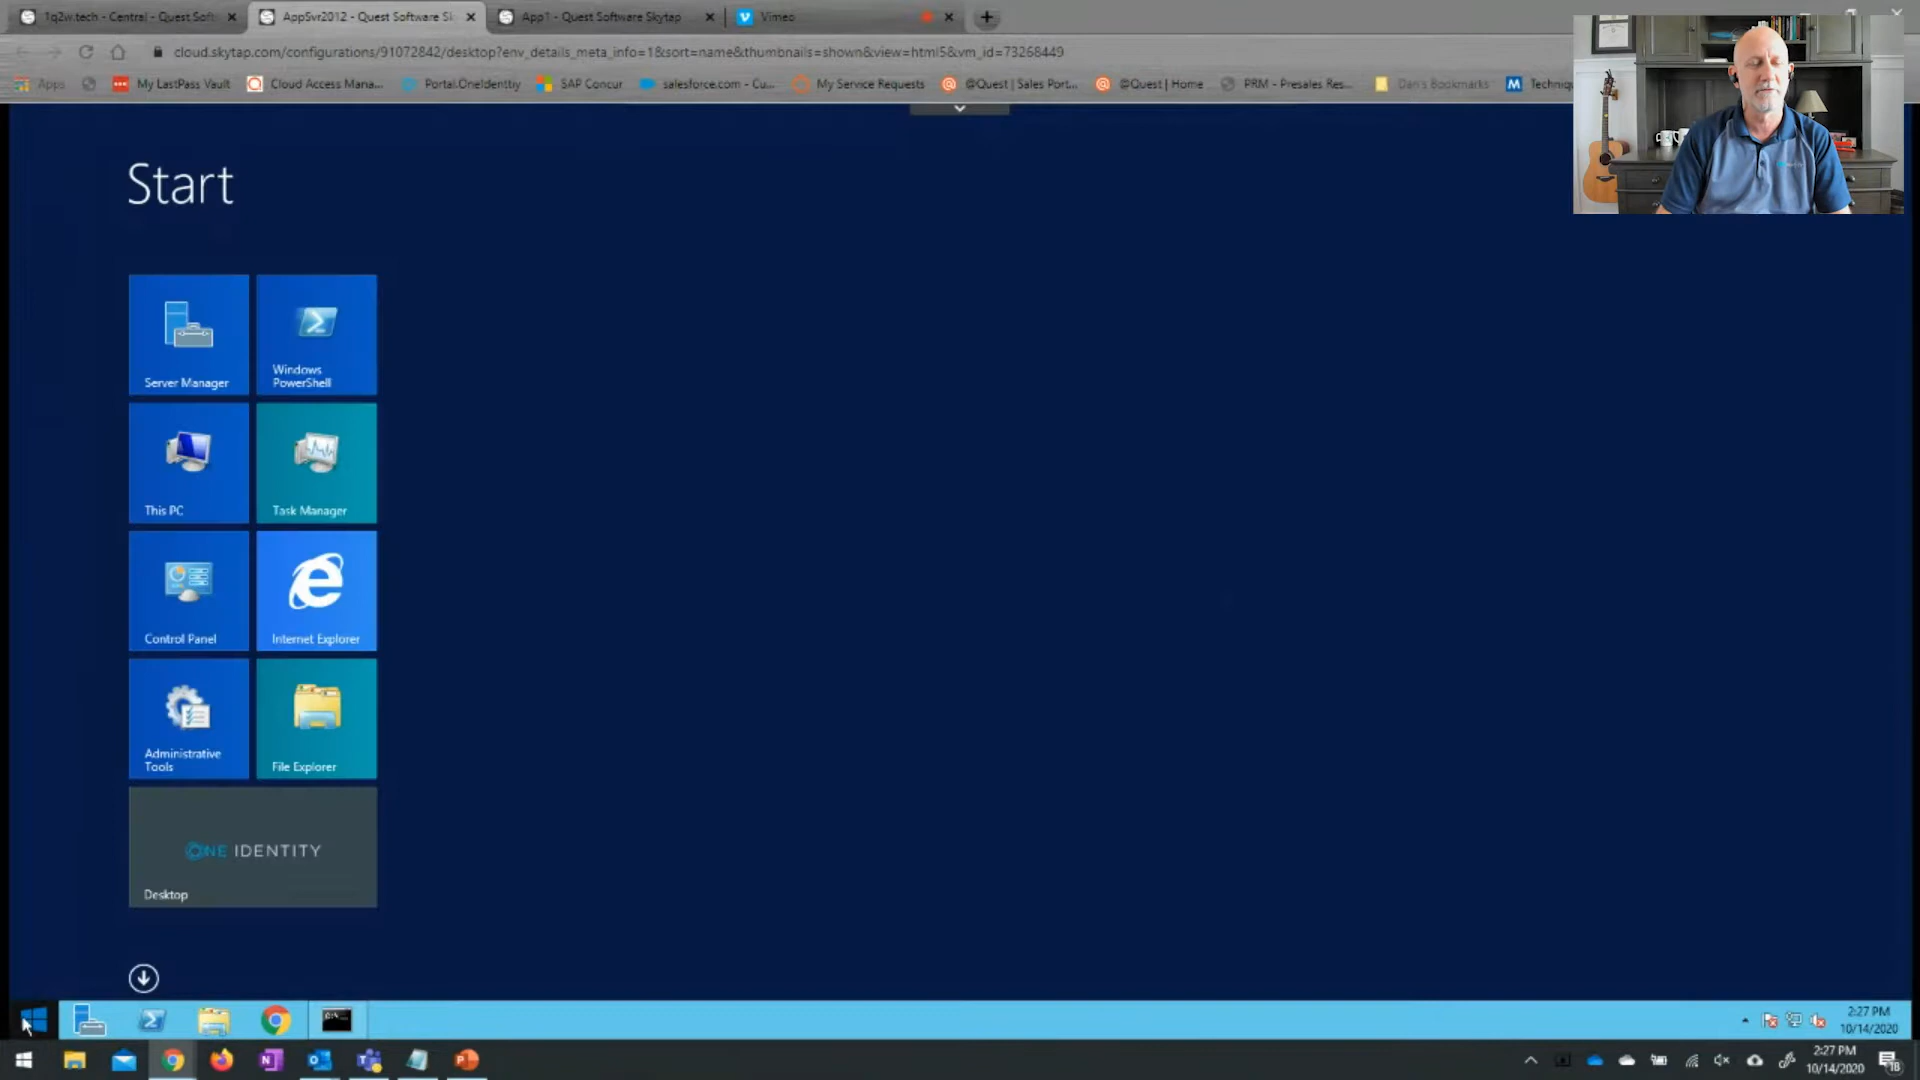 1q2w.tech - Central - Quest Soft
AppSvr2012 - Quest Software Sk
App1 - Quest Software Skytap
Vimeo
cloud.skytap.com/configurations/91072842/desktop?env_details_meta_info=1&sort=name&thumbnails=shown&view=html5&vm_id=73268449
Apps
My LastPass Vault
Cloud Access Mana...
Portal.OneIdentity
SAP Concur
salesforce.com - Cu...
My Service Requests
@Quest | Sales Port...
@Quest | Home
PRM - Presales Res...
Dan's Bookmarks
Techniq
Start
Server Manager
Windows
PowerShell
This PC
Task Manager
Control Panel
Internet Explorer
Administrative
Tools
File Explorer
ONE IDENTITY
Desktop
2:27 PM
10/14/2020
2:27 PM
10/14/2020
18